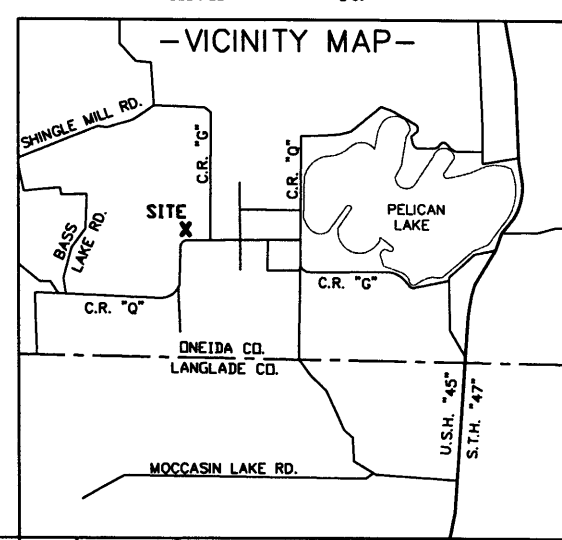 -VICINITY MAP-
SHINGLE MILL RD.
C.R. "G"
C.R. "Q"
SITE
X
BASS
LAKE RD.
PELICAN
LAKE
C.R. "Q"
C.R. "G"
ONEIDA CO.
LANGLADE CO.
U.S.H. "45"
S.T.H. "47"
MOCCASIN LAKE RD.